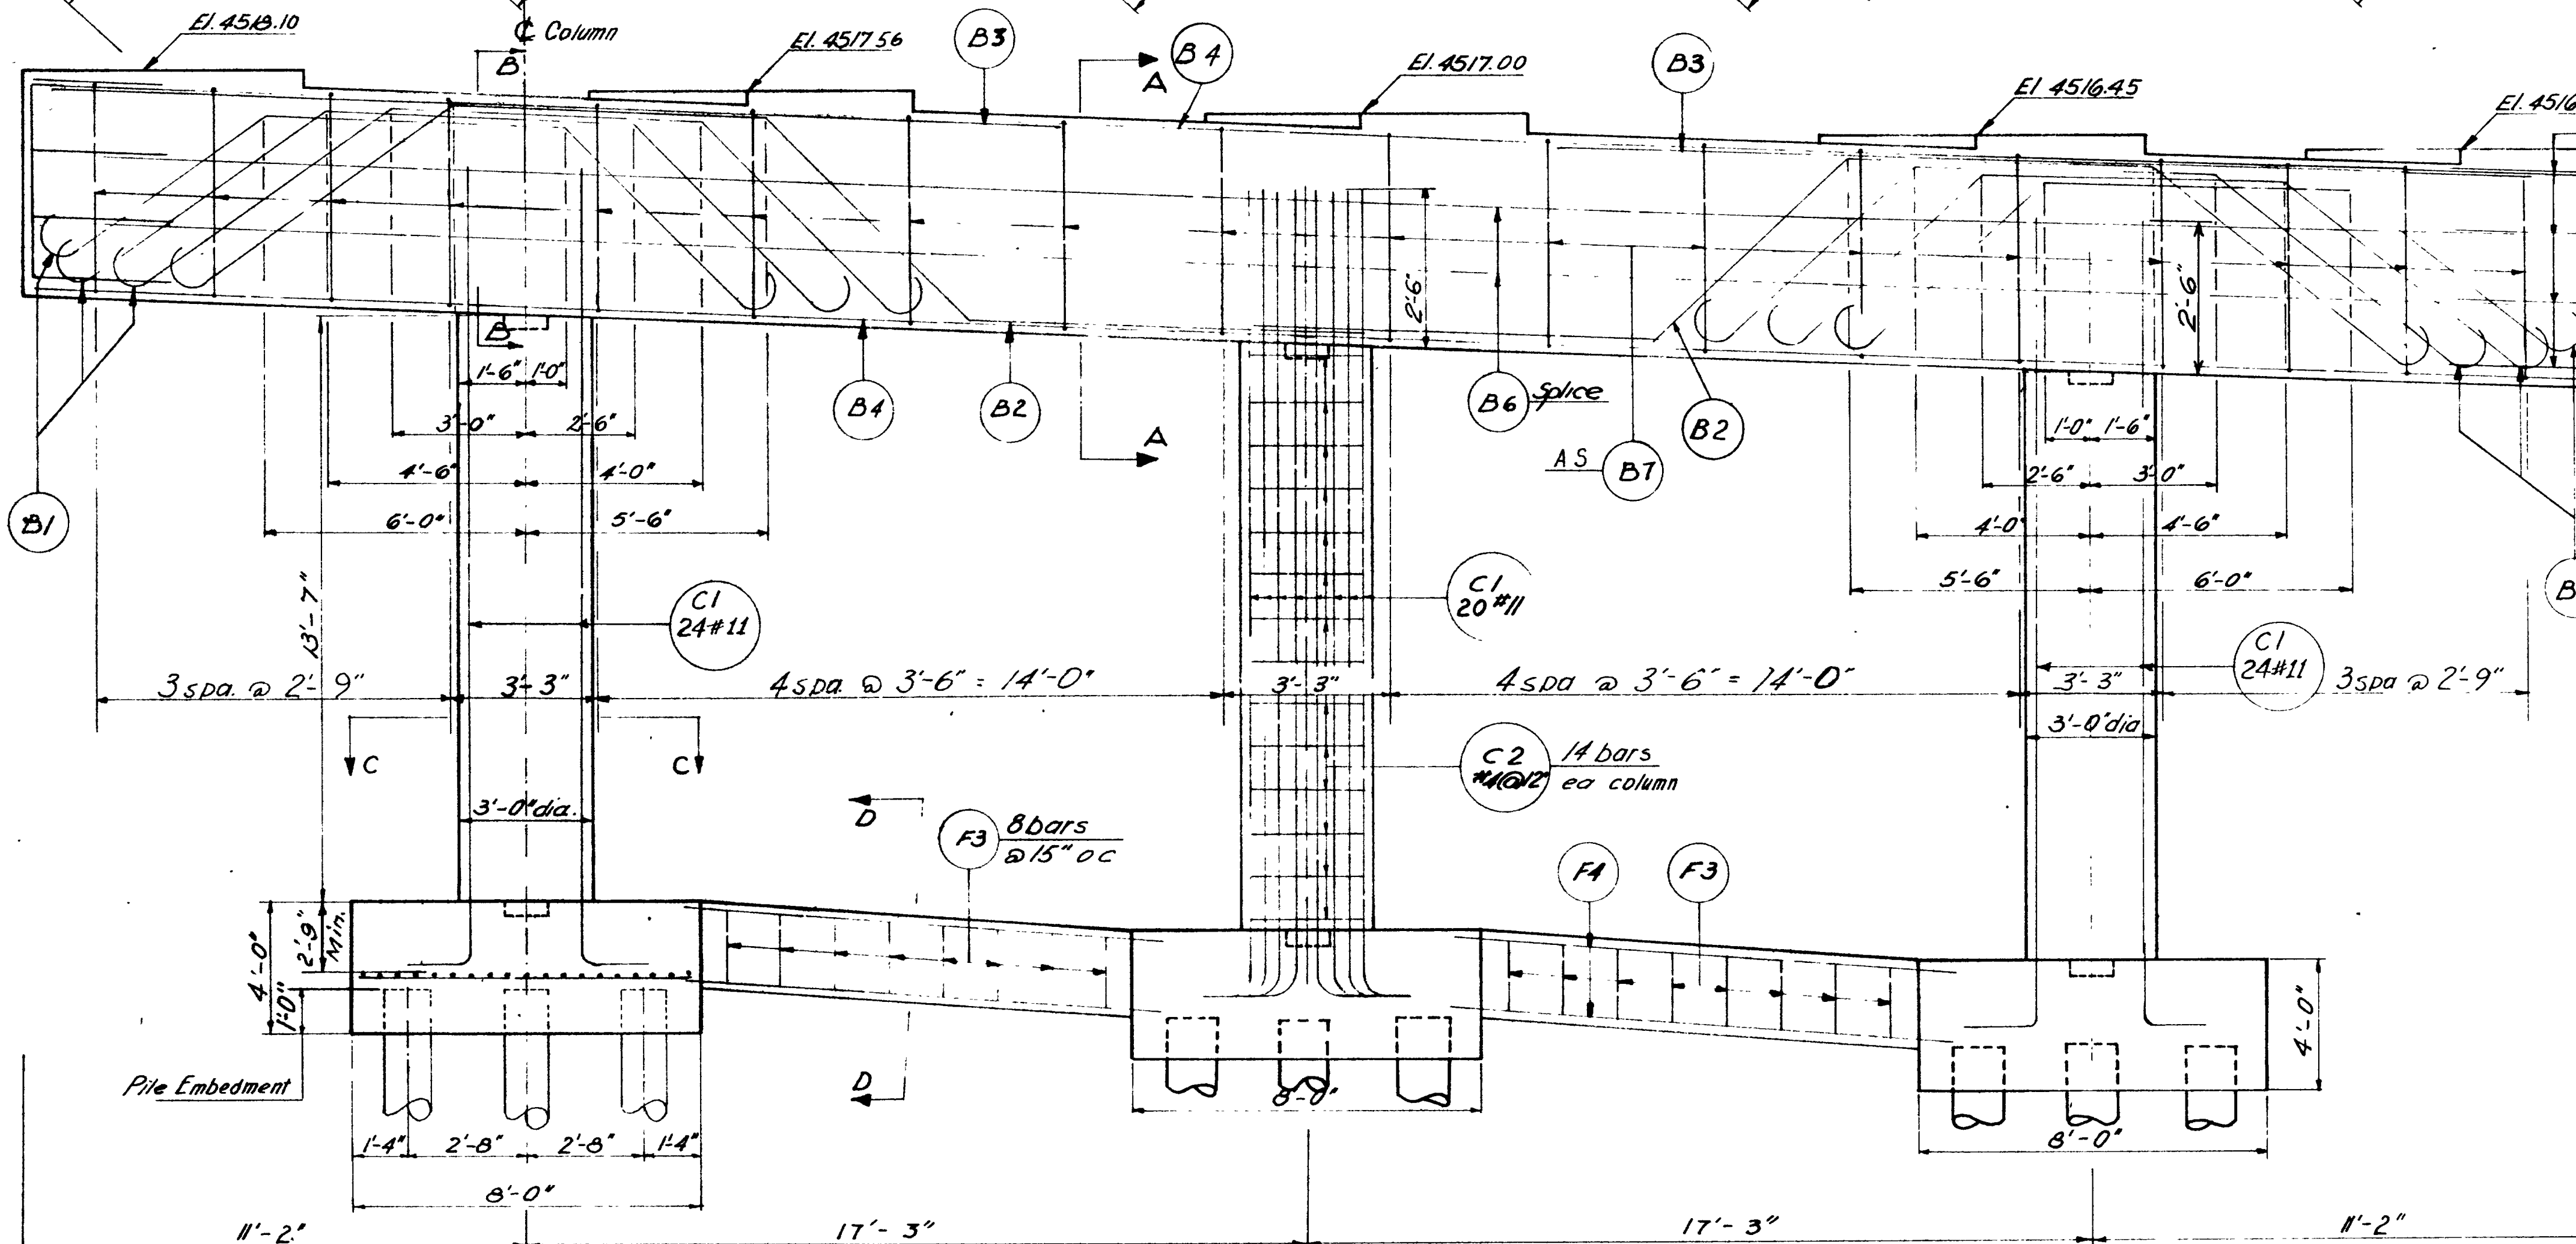 El. 4518.10
℄ Column
El. 4517 56
B3
B 4
El. 4517.00
B3
El 4516.45
El. 4516
B
A
B
A
2'-6"
2'-6"
1'-6" 1'-0"
3'-0" 2'-6"
4'-6" 4'-0"
6'-0" 5'-6"
B1
B4
B2
B6 Splice
A S B7
B2
1'-0" 1'-6"
2'-6" 3'-0"
4'-0" 4'-6"
5'-6" 6'-0"
B
13'-7"
C1
24#11
C1
20 #11
C1
24#11
3 spa. @ 2'-9"
3'-3"
4 spa. @ 3'-6" = 14'-0"
3'-3"
4 spa @ 3'-6" = 14'-0"
3'-3"
3 spa @ 2'-9"
3'-0" dia
C C
C 2
#4@12"
14 bars
ea column
3'-0" dia.
D
F3
8 bars
@ 15" o c
F4
F3
2'-9"
Min.
4'-0"
1'-0"
4'-0"
Pile Embedment
D
8'-0"
1'-4" 2'-8" 2'-8" 1'-4"
8'-0"
8'-0"
11'-2"
17'-3"
17'-3"
11'-2"